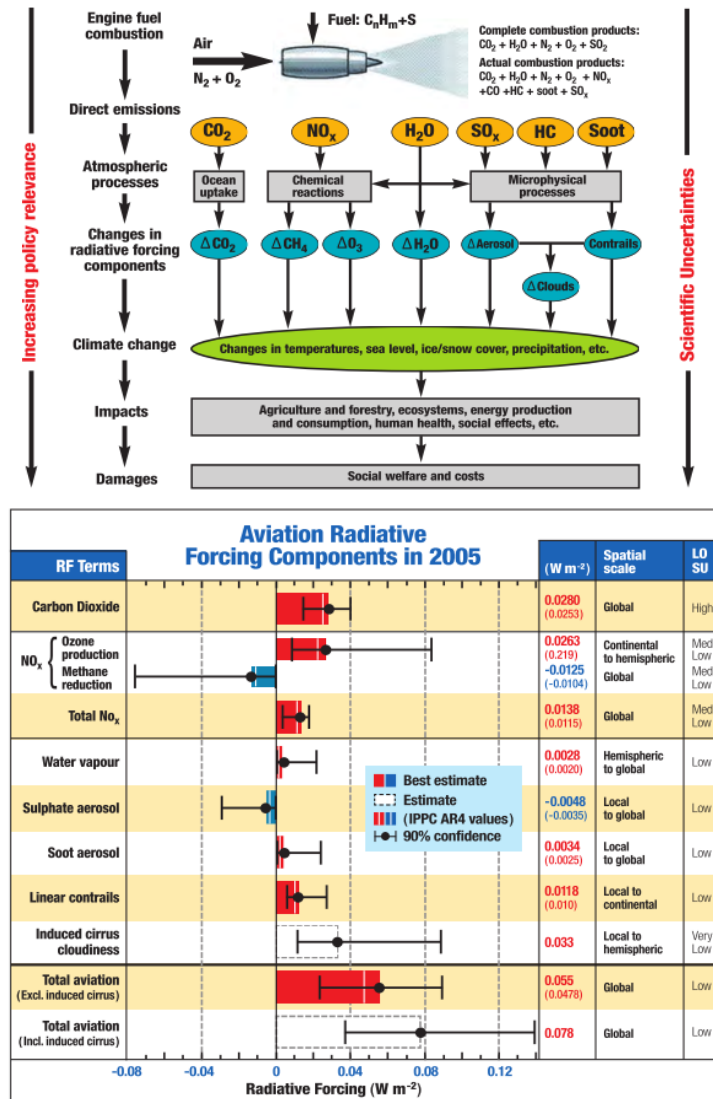 Engine fuel
combustion
Fuel: CnHm+S
Air
N2 + O2
Complete combustion products:
CO2 + H2O + N2 + O2 + SO2
Actual combustion products:
CO2 + H2O + N2 + O2 + NOx
+CO +HC + soot + SOx
Increasing policy relevance
Scientific Uncertainties
Direct emissions
CO2 NOx H2O SOx HC Soot
Atmospheric
processes
Ocean
uptake
Chemical
reactions
Microphysical
processes
Changes in
radiative forcing
components
ΔCO2 ΔCH4 ΔO3 ΔH2O ΔAerosol Contrails
ΔClouds
Climate change
Changes in temperatures, sea level, ice/snow cover, precipitation, etc.
Impacts
Agriculture and forestry, ecosystems, energy production
and consumption, human health, social effects, etc.
Damages
Social welfare and costs
Aviation Radiative
Forcing Components in 2005
RF Terms
(W m-2)
Spatial
scale
LO
SU
Carbon Dioxide
0.0280
(0.0253)
Global
High
NOx
Ozone
production
0.0263
(0.219)
Continental
to hemispheric
Med
Low
Methane
reduction
-0.0125
(-0.0104)
Global
Med
Low
Total Nox
0.0138
(0.0115)
Global
Med
Low
Water vapour
0.0028
(0.0020)
Hemispheric
to global
Low
Sulphate aerosol
-0.0048
(-0.0035)
Local
to global
Low
Soot aerosol
0.0034
(0.0025)
Local
to global
Low
Linear contrails
0.0118
(0.010)
Local to
continental
Low
Induced cirrus
cloudiness
0.033
Local to
hemispheric
Very
Low
Total aviation
(Excl. induced cirrus)
0.055
(0.0478)
Global
Low
Total aviation
(Incl. induced cirrus)
0.078
Global
Low
Best estimate
Estimate
(IPPC AR4 values)
90% confidence
-0.08 -0.04 0 0.04 0.08 0.12
Radiative Forcing (W m-2)